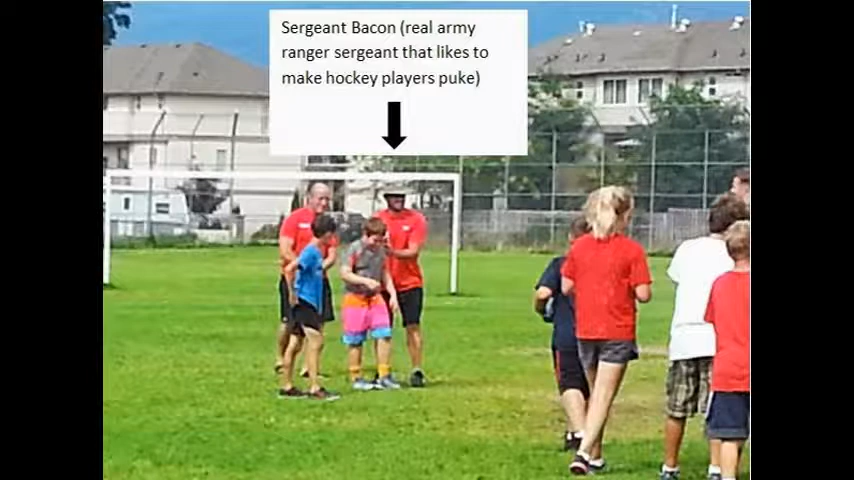 Sergeant Bacon (real army
ranger sergeant that likes to
make hockey players puke)